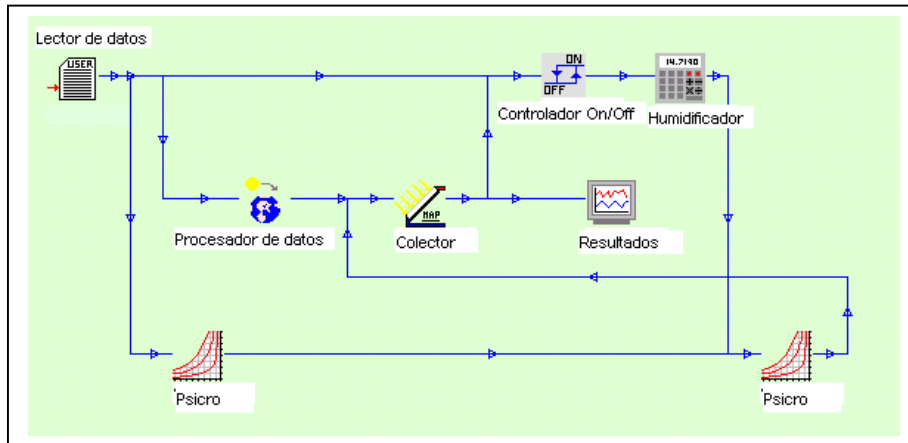 Lector de datos
USER
ON
OFF
14.7190
Controlador On/Off
Humidificador
MAP
Procesador de datos
Colector
Resultados
Psicro
Psicro